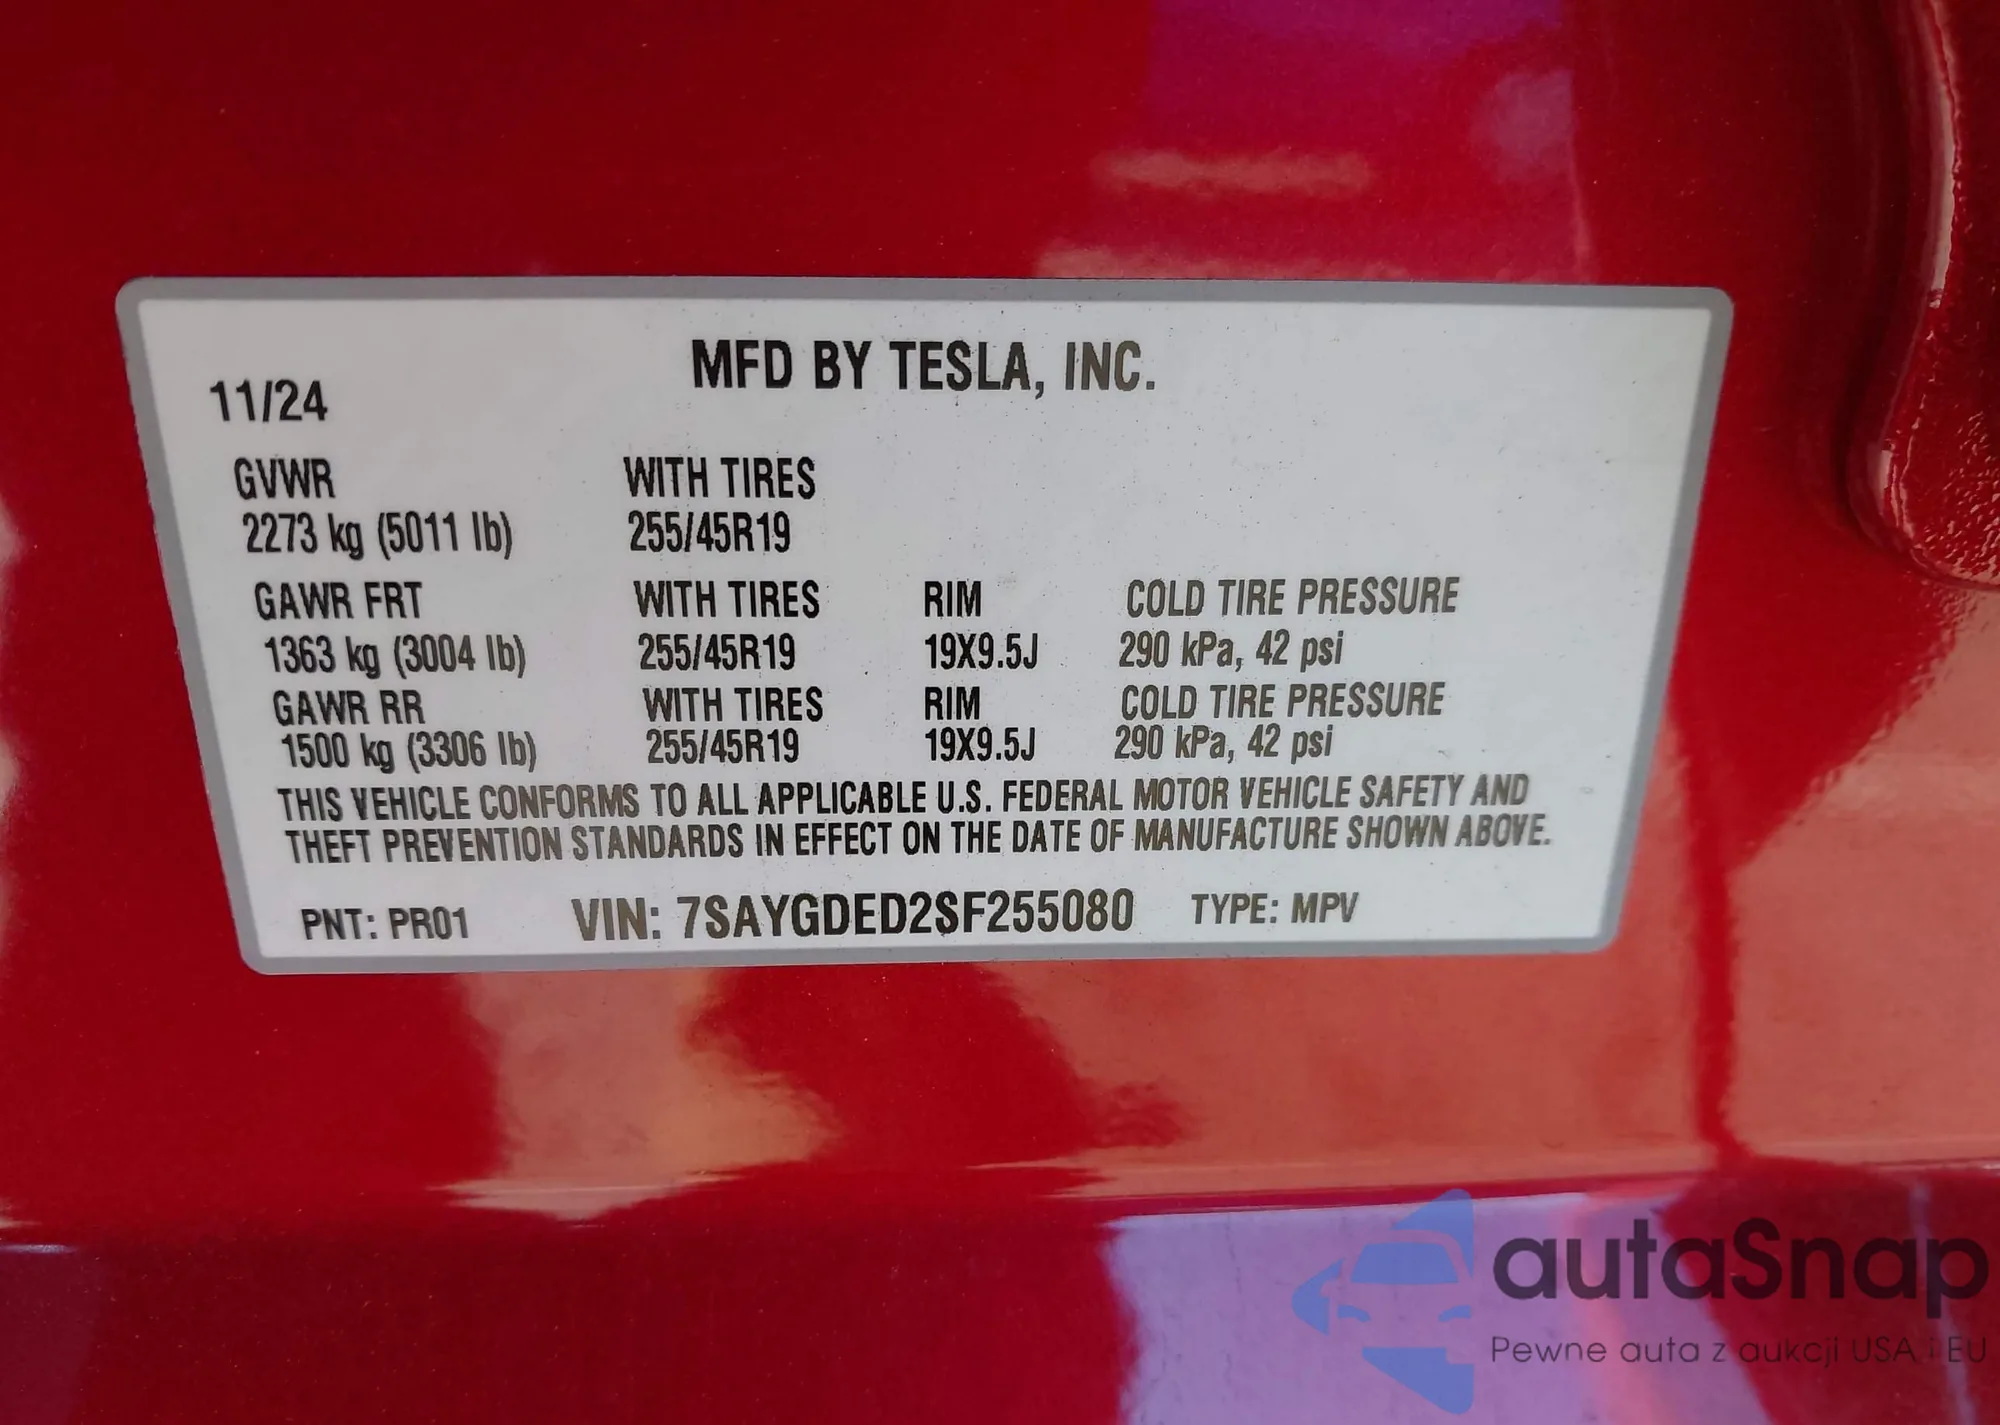 MFD BY TESLA, INC.
11/24
GVWR WITH TIRES
2273 kg (5011 lb) 255/45R19
GAWR FRT WITH TIRES RIM COLD TIRE PRESSURE
1363 kg (3004 lb) 255/45R19 19X9.5J 290 kPa, 42 psi
GAWR RR WITH TIRES RIM COLD TIRE PRESSURE
1500 kg (3306 lb) 255/45R19 19X9.5J 290 kPa, 42 psi
THIS VEHICLE CONFORMS TO ALL APPLICABLE U.S. FEDERAL MOTOR VEHICLE SAFETY AND
THEFT PREVENTION STANDARDS IN EFFECT ON THE DATE OF MANUFACTURE SHOWN ABOVE.
PNT: PR01 VIN: 7SAYGDED2SF255080 TYPE: MPV
autaSnap
Pewne auta z aukcji USA i EU